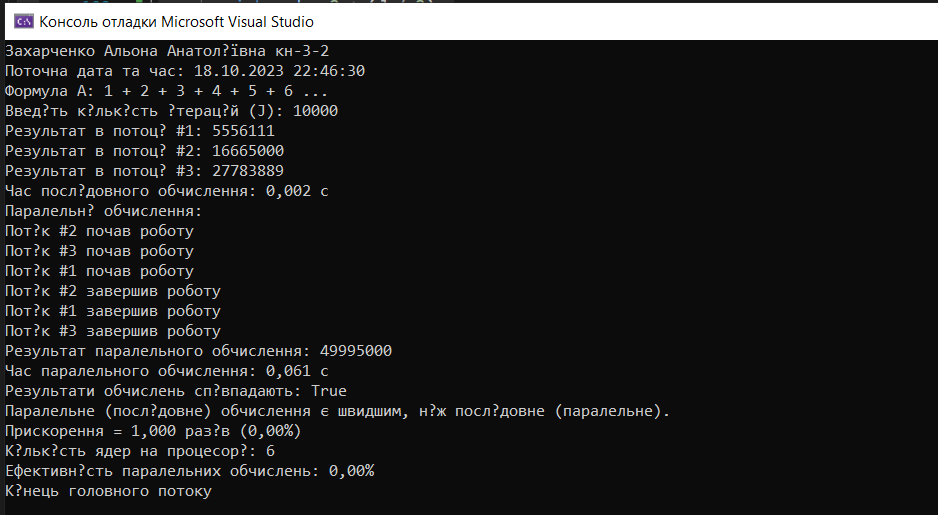 Консоль отладки Microsoft Visual Studio
Захарченко Альона Анатол?ївна кн-3-2
Поточна дата та час: 18.10.2023 22:46:30
Формула A: 1 + 2 + 3 + 4 + 5 + 6 ...
Введ?ть к?льк?сть ?терац?й (J): 10000
Результат в потоц? #1: 5556111
Результат в потоц? #2: 16665000
Результат в потоц? #3: 27783889
Час посл?довного обчислення: 0,002 с
Паралельн? обчислення:
Пот?к #2 почав роботу
Пот?к #3 почав роботу
Пот?к #1 почав роботу
Пот?к #2 завершив роботу
Пот?к #1 завершив роботу
Пот?к #3 завершив роботу
Результат паралельного обчислення: 49995000
Час паралельного обчислення: 0,061 с
Результати обчислень сп?впадають: True
Паралельне (посл?довне) обчислення є швидшим, н?ж посл?довне (паралельне).
Прискорення = 1,000 раз?в (0,00%)
К?льк?сть ядер на процесор?: 6
Ефективн?сть паралельних обчислень: 0,00%
К?нець головного потоку